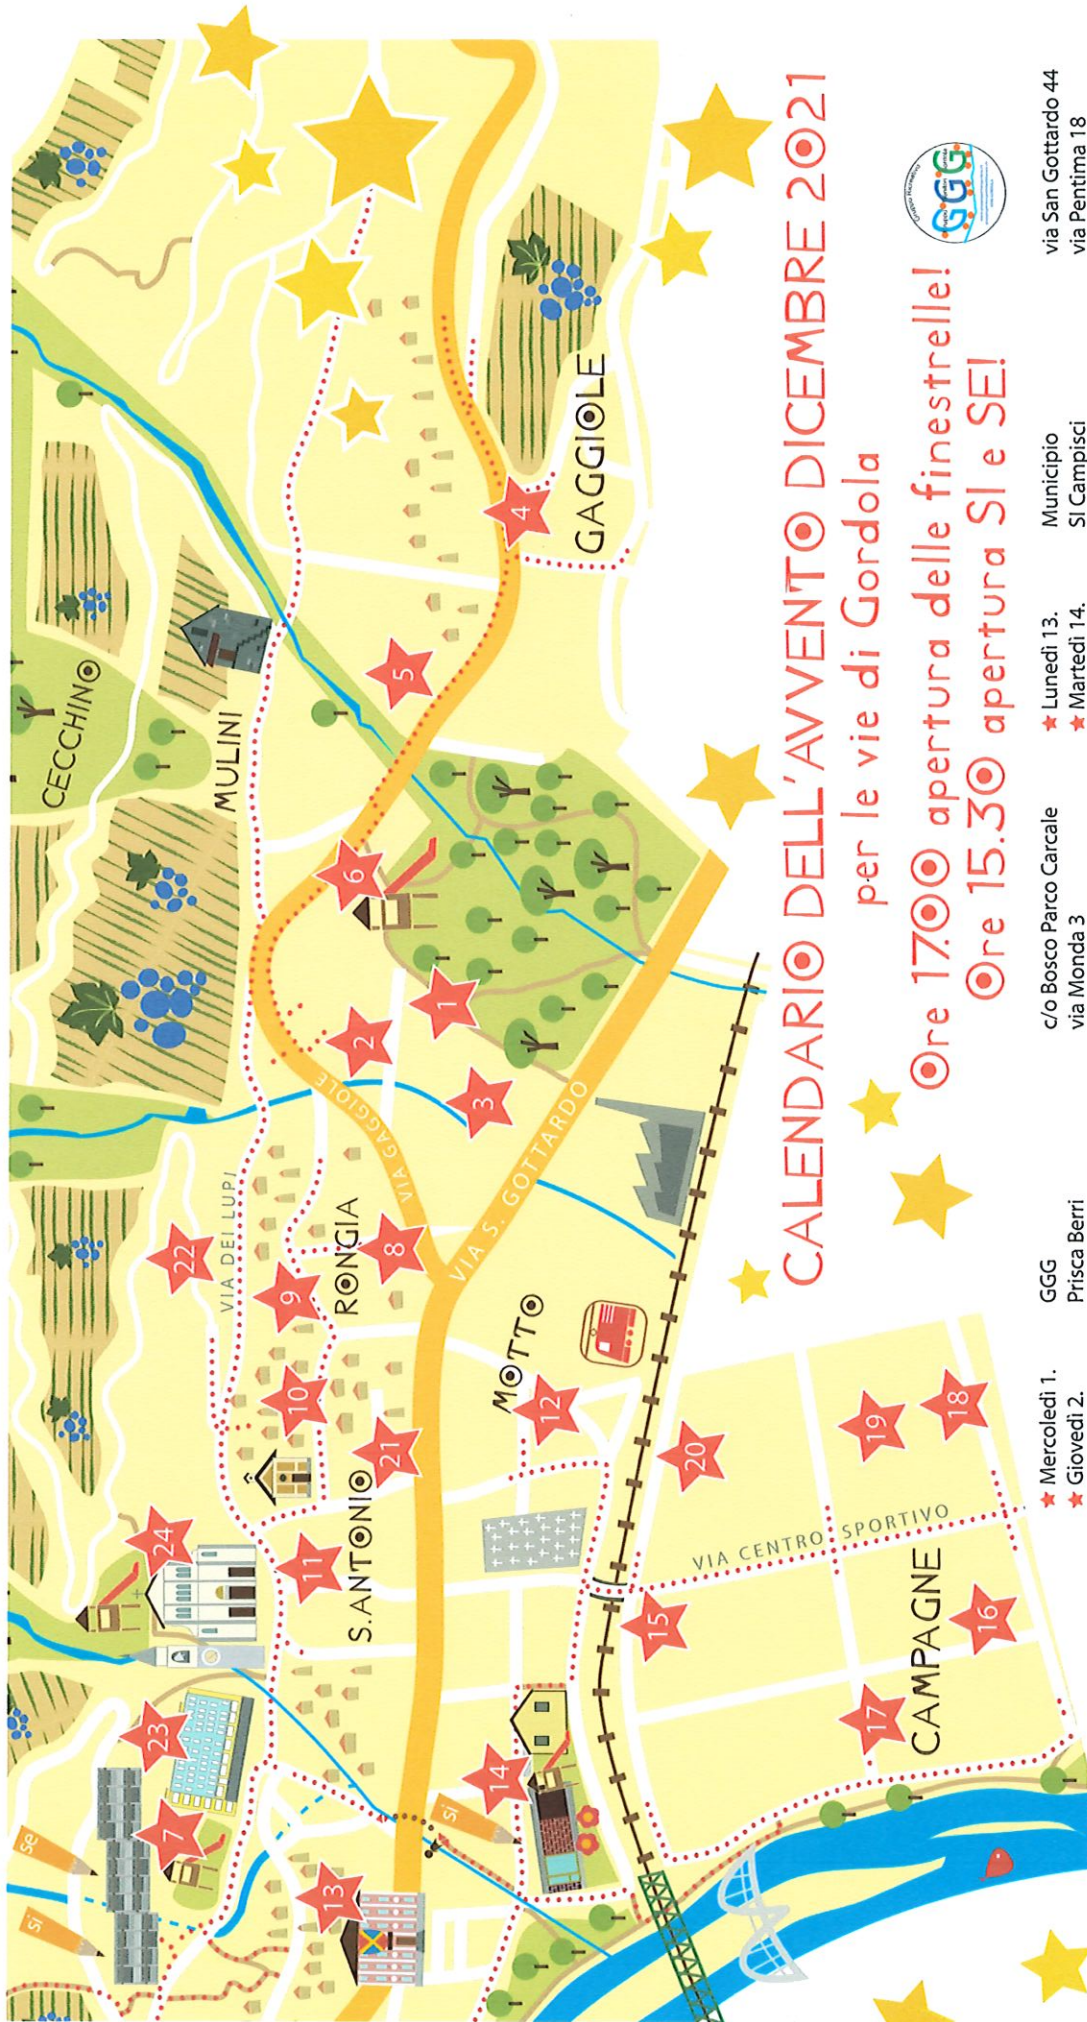 CECCHINO
MULINI
GAGGIOLE
VIA DEI LUPI
VIA GAGGIOLE
RONGIA
VIA S. GOTTARDO
MOTTO
S. ANTONIO
VIA CENTRO SPORTIVO
CAMPAGNE
si
se
si
1
2
3
4
5
6
7
8
9
10
11
12
13
14
15
16
17
18
19
20
21
22
23
24
CALENDARIO DELL'AVVENTO DICEMBRE 2021
per le vie di Gordola
Ore 17.00 apertura delle finestrelle!
Ore 15.30 apertura SI e SE!
GGG
Mercoledì 1. GGG c/o Bosco Parco Carcale
Giovedì 2. Prisca Berri via Monda 3
Lunedì 13. Municipio via San Gottardo 44
Martedì 14. SI Campisci via Pentima 18